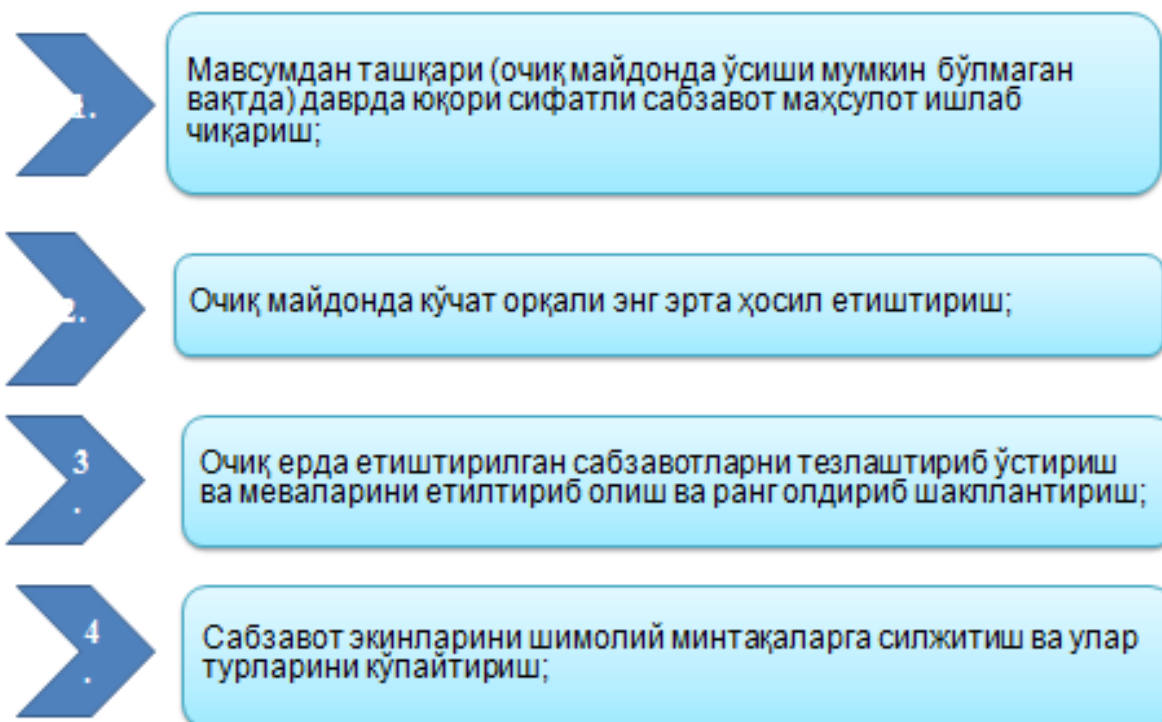 1.
Мавсумдан ташқари (очиқ майдонда ўсиши мумкин бўлмаган
вақтда) даврда юқори сифатли сабзавот маҳсулот ишлаб
чиқариш;
2.
Очиқ майдонда кўчат орқали энг эрта ҳосил етиштириш;
3
.
Очиқ ерда етиштирилган сабзавотларни тезлаштириб ўстириш
ва меваларини етилтириб олиш ва ранг олдириб шакллантириш;
4
.
Сабзавот экинларини шимолий минтақаларга силжитиш ва улар
турларини кўпайтириш;